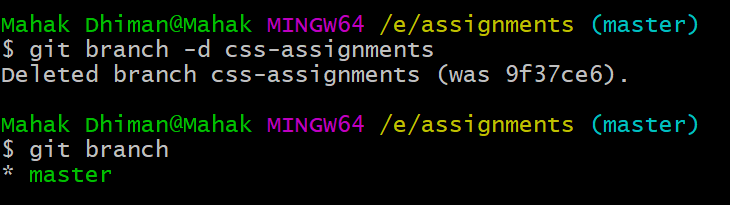 Mahak Dhiman@Mahak MINGW64 /e/assignments (master)
$ git branch -d css-assignments
Deleted branch css-assignments (was 9f37ce6).
Mahak Dhiman@Mahak MINGW64 /e/assignments (master)
$ git branch
* master